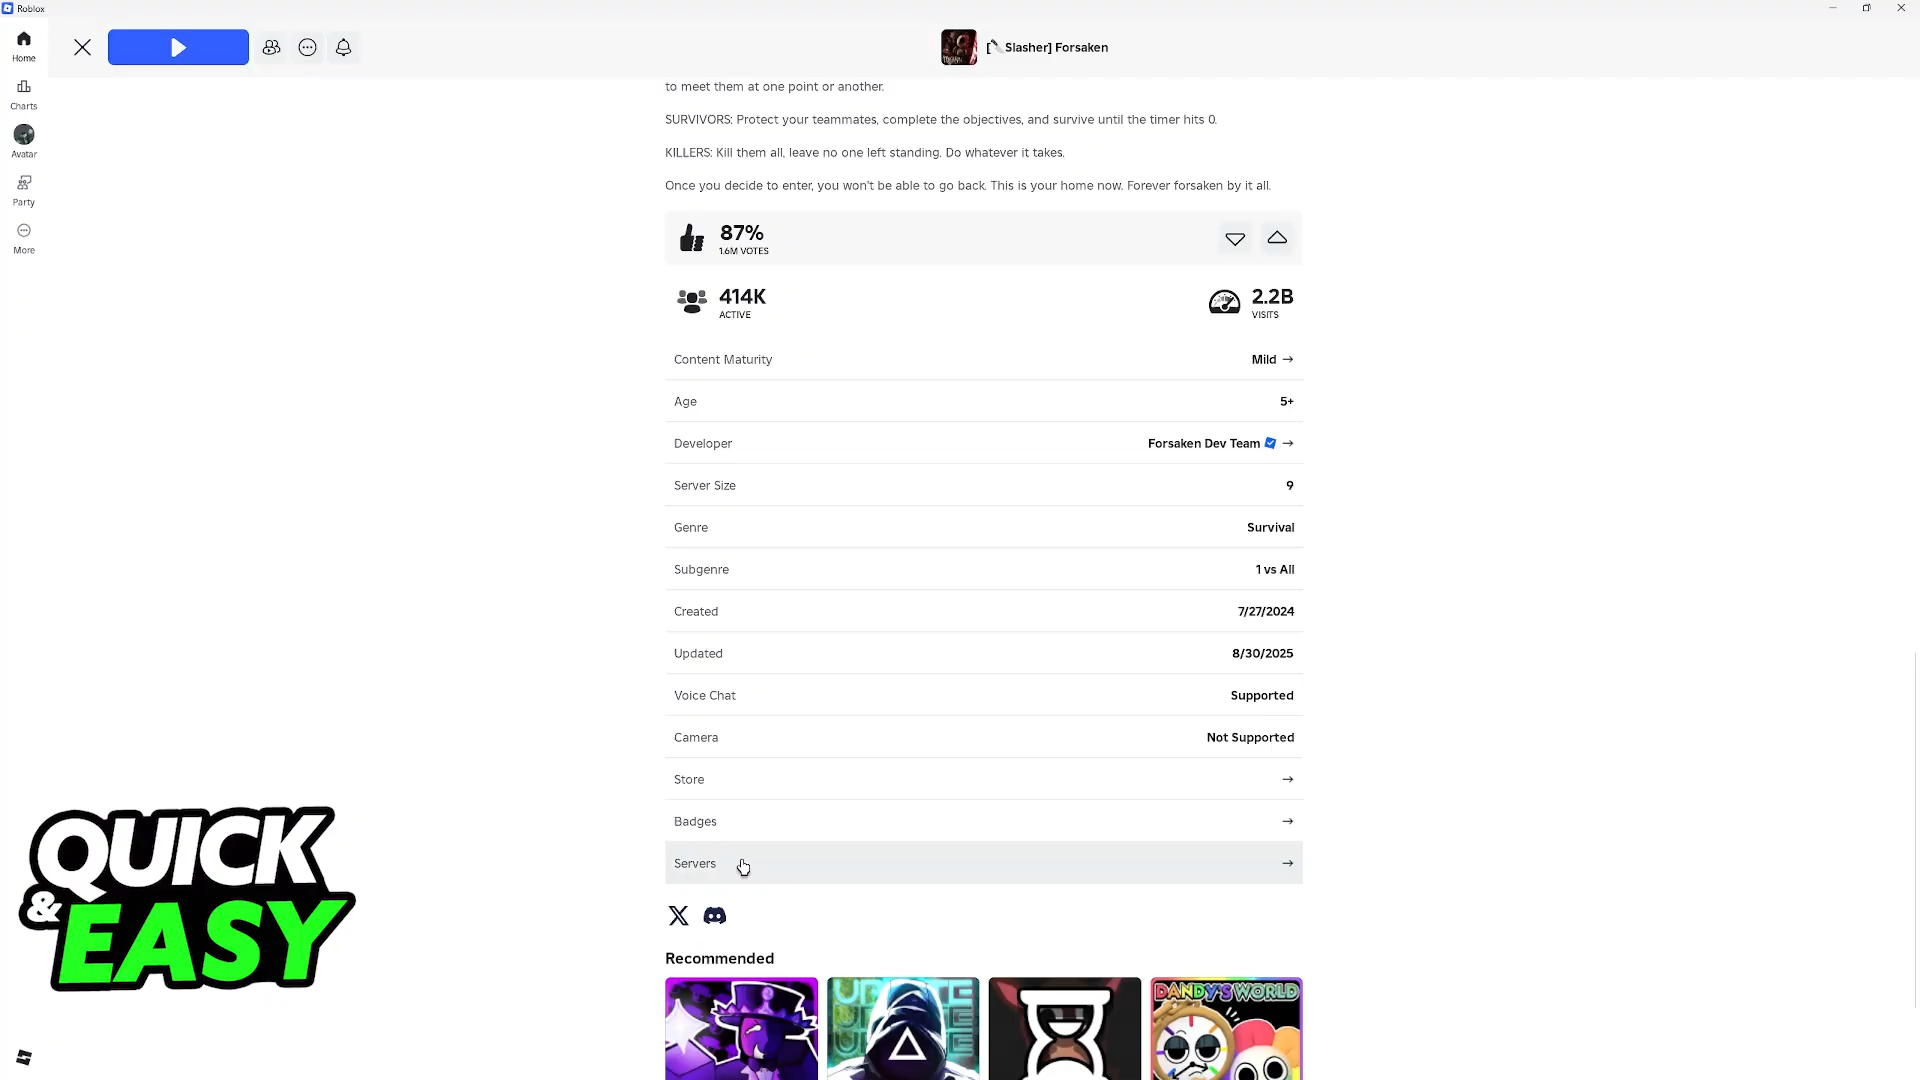 Roblox
Home
Charts
Avatar
Party
More
[🔪Slasher] Forsaken
to meet them at one point or another.
SURVIVORS: Protect your teammates, complete the objectives, and survive until the timer hits 0.
KILLERS: Kill them all, leave no one left standing. Do whatever it takes.
Once you decide to enter, you won't be able to go back. This is your home now. Forever forsaken by it all.
87%
1.6M VOTES
414K
ACTIVE
2.2B
VISITS
Content Maturity Mild →
Age 5+
Developer Forsaken Dev Team →
Server Size 9
Genre Survival
Subgenre 1 vs All
Created 7/27/2024
Updated 8/30/2025
Voice Chat Supported
Camera Not Supported
Store →
Badges →
Servers →
Recommended
DANDY'S WORLD
QUICK
& EASY